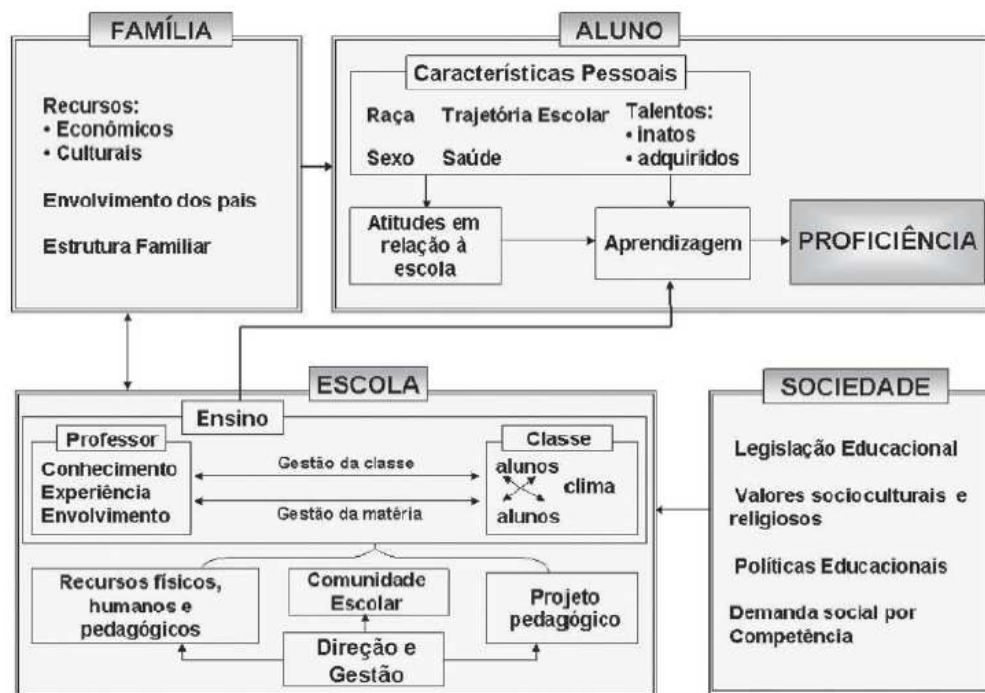 FAMÍLIA
Recursos:
• Econômicos
• Culturais
Envolvimento dos pais
Estrutura Familiar
ALUNO
Características Pessoais
Raça
Trajetória Escolar
Talentos:
• inatos
• adquiridos
Sexo
Saúde
Atitudes em
relação à
escola
Aprendizagem
PROFICIÊNCIA
ESCOLA
Ensino
Professor
Conhecimento
Experiência
Envolvimento
Gestão da classe
Gestão da matéria
Classe
alunos
clima
alunos
Recursos físicos,
humanos e
pedagógicos
Comunidade
Escolar
Projeto
pedagógico
Direção e
Gestão
SOCIEDADE
Legislação Educacional
Valores socioculturais e
religiosos
Políticas Educacionais
Demanda social por
Competência